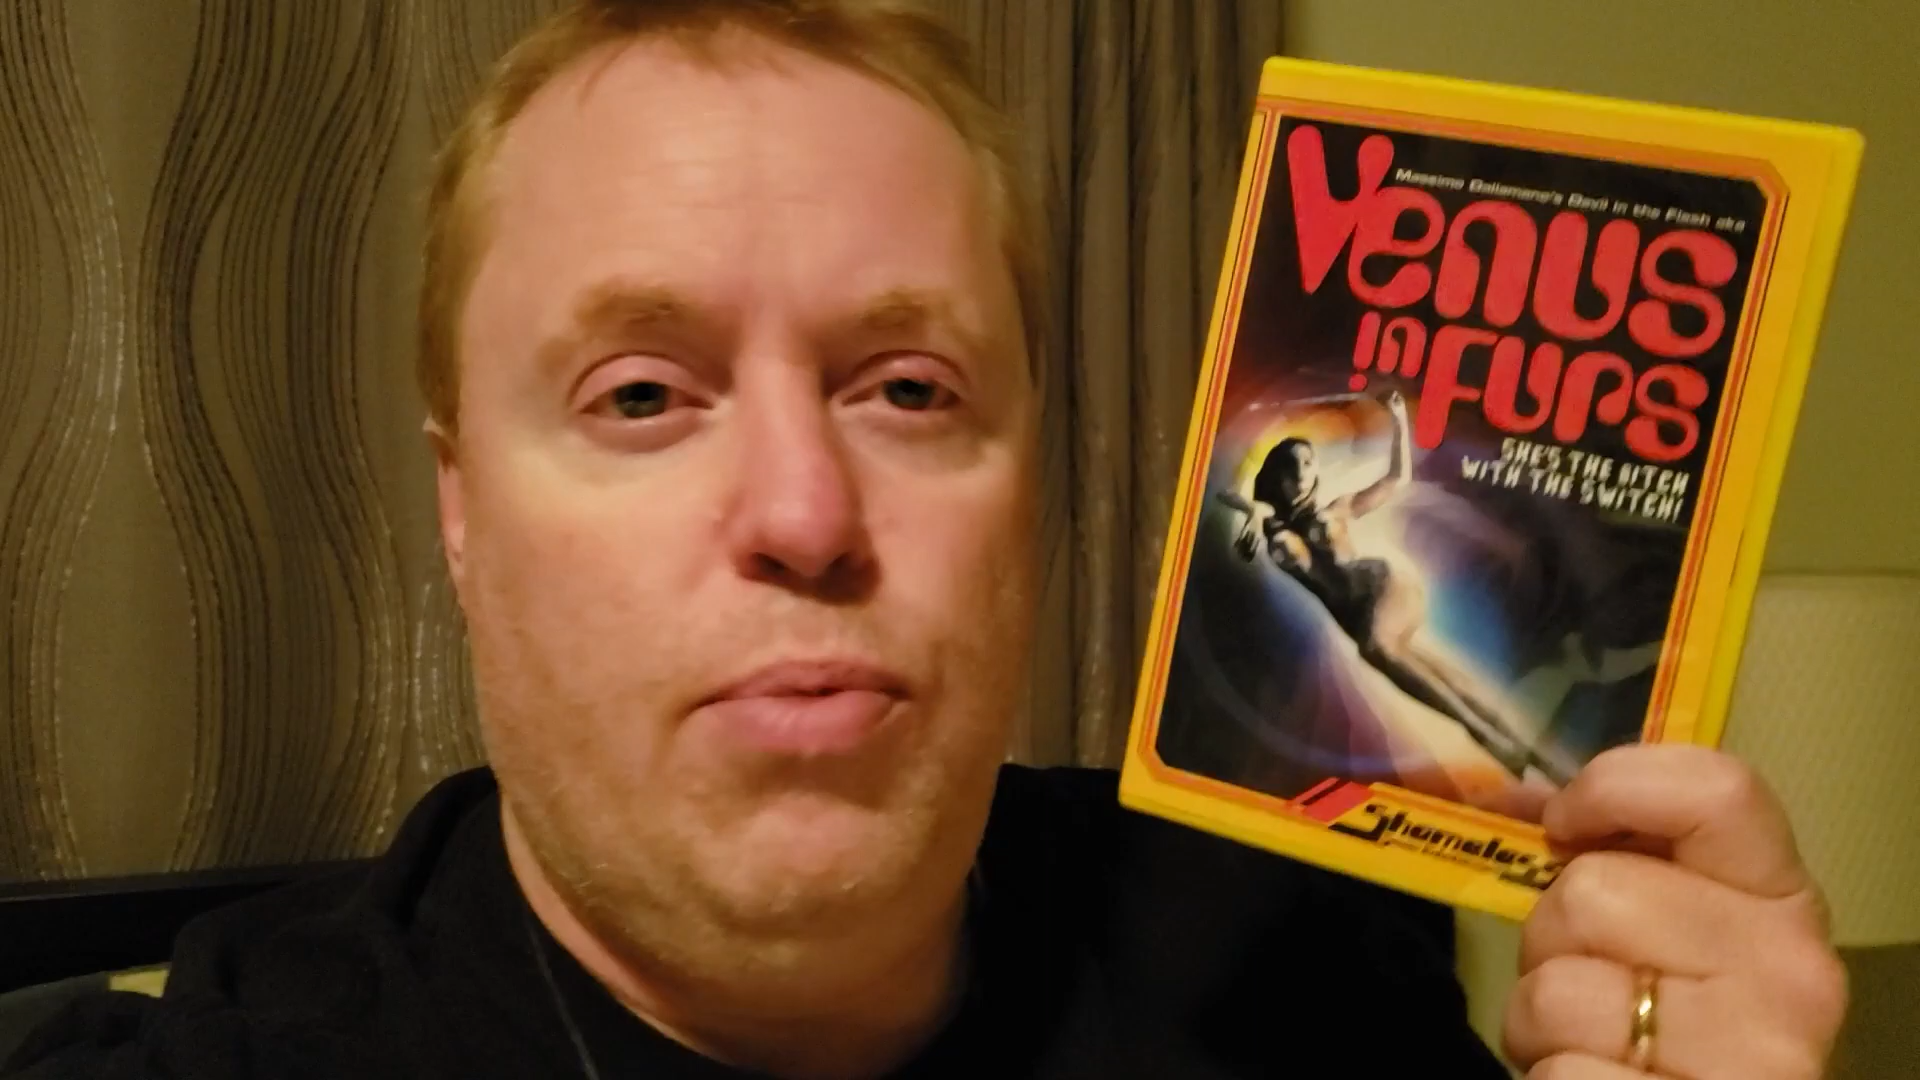 Massimo Dallamano's Devil in the Flesh aka
Venus
in Furs
SHE'S THE BITCH
WITH THE SWITCH!
Shameless